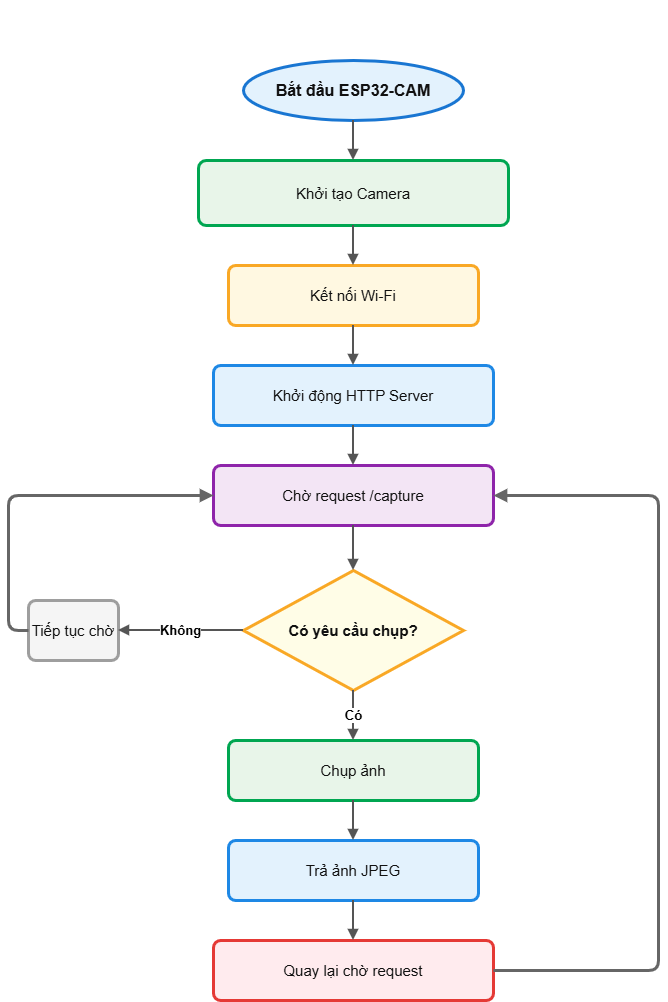 Bắt đầu ESP32-CAM
Khởi tạo Camera
Kết nối Wi-Fi
Khởi động HTTP Server
Chờ request /capture
Có yêu cầu chụp?
Không
Tiếp tục chờ
Có
Chụp ảnh
Trả ảnh JPEG
Quay lại chờ request